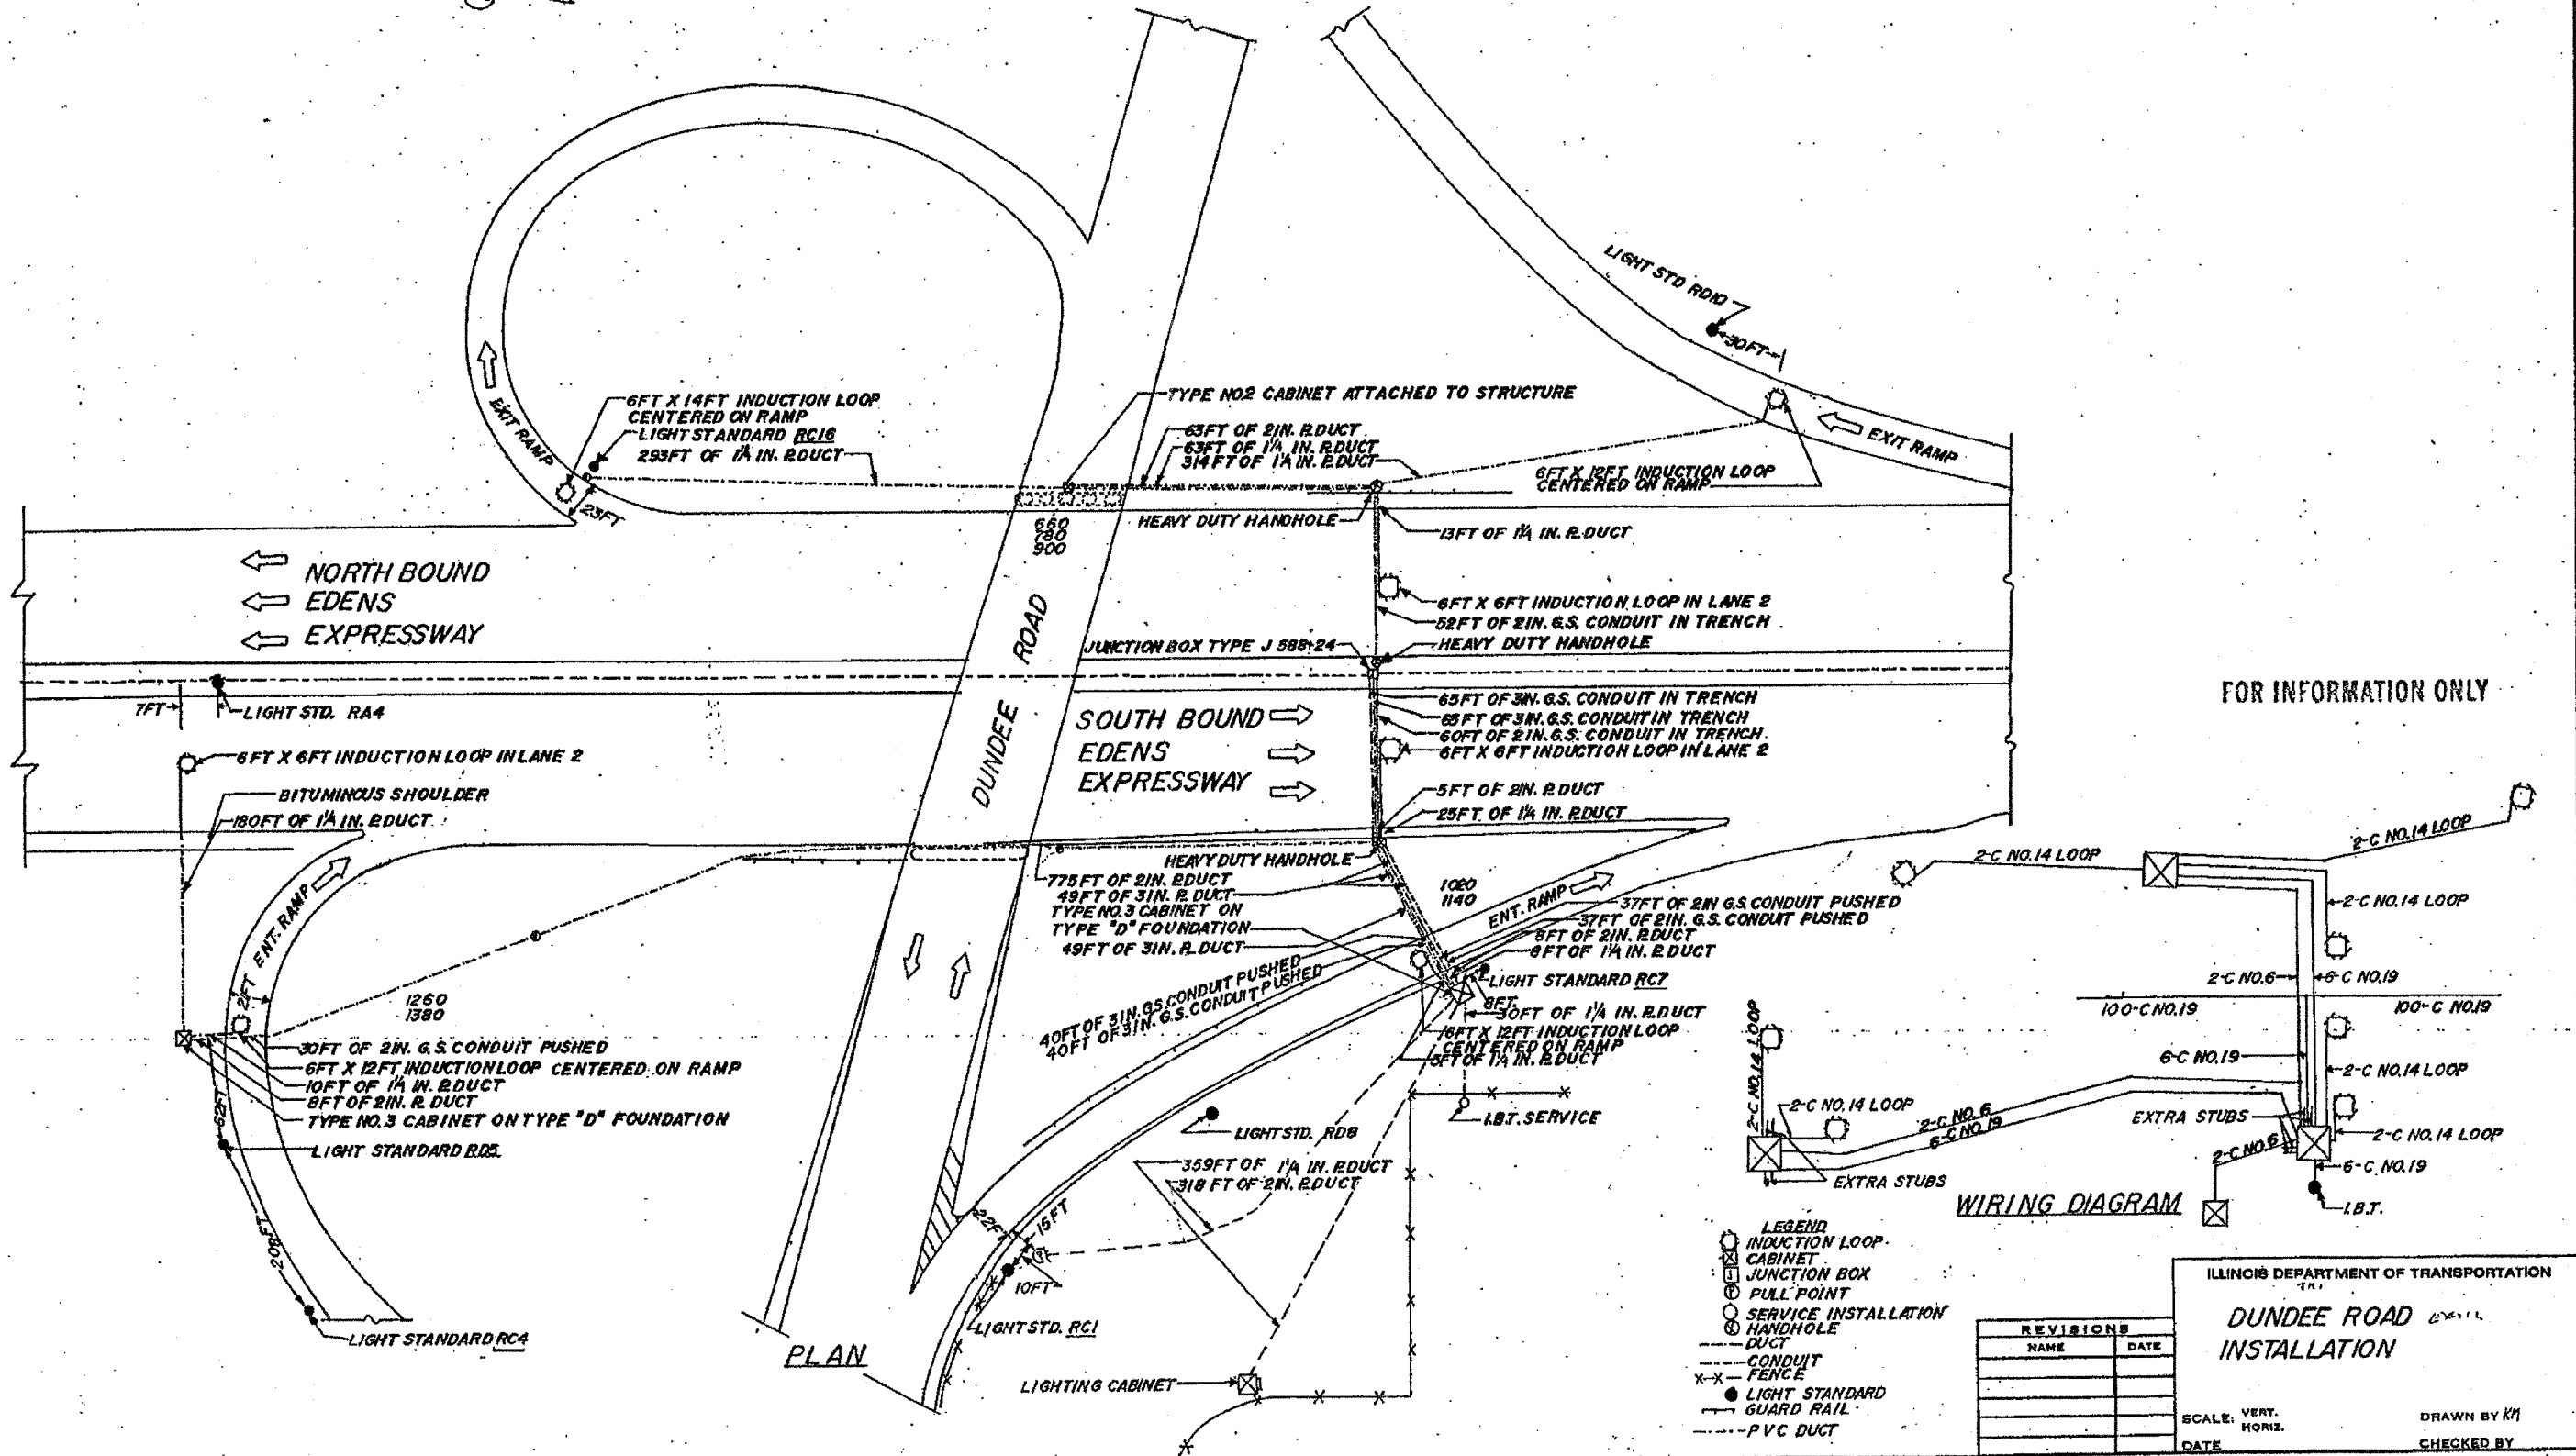 LIGHT STD RD10
30FT
EXIT RAMP
6FT X 12FT INDUCTION LOOP
CENTERED ON RAMP
TYPE NO.2 CABINET ATTACHED TO STRUCTURE
6FT X 14FT INDUCTION LOOP
CENTERED ON RAMP
LIGHT STANDARD RC16
293FT OF 1¼ IN. P.DUCT
EXIT RAMP
23FT
63FT OF 2IN. P.DUCT
63FT OF 1¼ IN. P.DUCT
314FT OF 1¼ IN. P.DUCT
HEAVY DUTY HANDHOLE
13FT OF 1¼ IN. P.DUCT
660
780
900
NORTH BOUND
EDENS
EXPRESSWAY
6FT X 6FT INDUCTION LOOP IN LANE 2
52FT OF 2IN. G.S. CONDUIT IN TRENCH
HEAVY DUTY HANDHOLE
JUNCTION BOX TYPE J 588-24
DUNDEE ROAD
7FT
LIGHT STD. RA4
65FT OF 3IN. G.S. CONDUIT IN TRENCH
65FT OF 3IN. G.S. CONDUIT IN TRENCH
60FT OF 2IN. G.S. CONDUIT IN TRENCH
6FT X 6FT INDUCTION LOOP IN LANE 2
SOUTH BOUND
EDENS
EXPRESSWAY
FOR INFORMATION ONLY
6FT X 6FT INDUCTION LOOP IN LANE 2
BITUMINOUS SHOULDER
180FT OF 1¼ IN. P.DUCT
5FT OF 2IN. P.DUCT
25FT. OF 1¼ IN. P.DUCT
HEAVY DUTY HANDHOLE
775FT OF 2IN. P.DUCT
49FT OF 3IN. P. DUCT
TYPE NO.3 CABINET ON
TYPE "D" FOUNDATION
49FT OF 3IN. P. DUCT
1020
1140
ENT. RAMP
37FT OF 2IN G.S. CONDUIT PUSHED
37FT OF 2IN. G.S. CONDUIT PUSHED
8FT OF 2IN. P.DUCT
8FT OF 1¼ IN. P.DUCT
LIGHT STANDARD RC7
8FT
30FT OF 1¼ IN. P.DUCT
6FT X 12FT INDUCTION LOOP
CENTERED ON RAMP
5FT OF 1¼ IN. P.DUCT
40FT OF 3IN. G.S. CONDUIT PUSHED
40FT OF 3IN. G.S. CONDUIT PUSHED
I.B.T. SERVICE
ENT. RAMP
1260
1380
30FT OF 2IN. G.S. CONDUIT PUSHED
6FT X 12FT INDUCTION LOOP CENTERED ON RAMP
10FT OF 1¼ IN. P.DUCT
8FT OF 2IN. P. DUCT
TYPE NO.3 CABINET ON TYPE "D" FOUNDATION
62FT
LIGHT STANDARD RD5
208FT
LIGHT STANDARD RC4
LIGHT STD. RD8
359FT OF 1¼ IN. P.DUCT
318 FT OF 2IN. P.DUCT
22FT
15FT
10FT
LIGHT STD. RC1
LIGHTING CABINET
PLAN
2-C NO.14 LOOP
2-C NO.14 LOOP
2-C NO.14 LOOP
2-C NO.6
6-C NO.19
100-C NO.19
100-C NO.19
6-C NO.19
2-C NO.14 LOOP
2-C NO.14 LOOP
2-C NO.14 LOOP
2-C NO.6
6-C NO.19
EXTRA STUBS
2-C NO.14 LOOP
2-C NO.6
6-C NO.19
EXTRA STUBS
I.B.T.
WIRING DIAGRAM
LEGEND
INDUCTION LOOP
CABINET
JUNCTION BOX
PULL POINT
SERVICE INSTALLATION
HANDHOLE
DUCT
CONDUIT
FENCE
LIGHT STANDARD
GUARD RAIL
PVC DUCT
REVISIONS
NAME DATE
ILLINOIS DEPARTMENT OF TRANSPORTATION
DUNDEE ROAD
INSTALLATION
SCALE: VERT.
HORIZ.
DRAWN BY KM
DATE
CHECKED BY